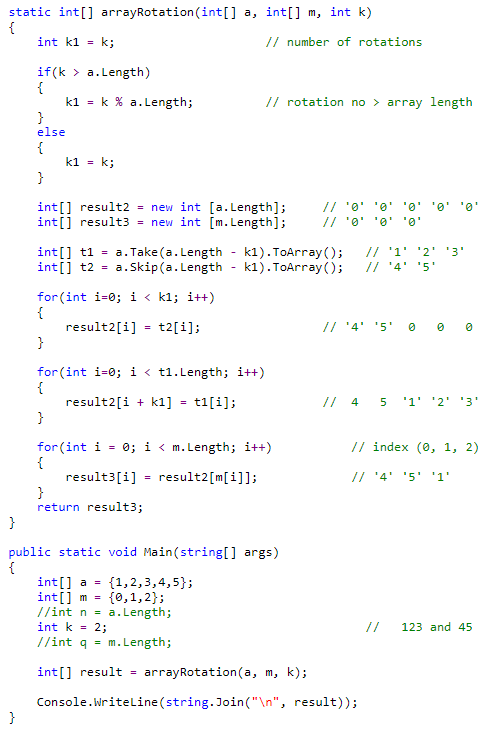 static int[] arrayRotation(int[] a, int[] m, int k)
{
    int k1 = k;                     // number of rotations

    if(k > a.Length)
    {
        k1 = k % a.Length;          // rotation no > array length
    }
    else
    {
        k1 = k;
    }

    int[] result2 = new int [a.Length];     // '0' '0' '0' '0' '0'
    int[] result3 = new int [m.Length];     // '0' '0' '0'

    int[] t1 = a.Take(a.Length - k1).ToArray();   // '1' '2' '3'
    int[] t2 = a.Skip(a.Length - k1).ToArray();   // '4' '5'

    for(int i=0; i < k1; i++)
    {
        result2[i] = t2[i];                 // '4' '5'  0   0   0
    }

    for(int i=0; i < t1.Length; i++)
    {
        result2[i + k1] = t1[i];            //  4   5  '1' '2' '3'
    }

    for(int i = 0; i < m.Length; i++)           // index (0, 1, 2)
    {
        result3[i] = result2[m[i]];             // '4' '5' '1'
    }
    return result3;
}

public static void Main(string[] args)
{
    int[] a = {1,2,3,4,5};
    int[] m = {0,1,2};
    //int n = a.Length;
    int k = 2;                                    //   123 and 45
    //int q = m.Length;

    int[] result = arrayRotation(a, m, k);

    Console.WriteLine(string.Join("\n", result));
}